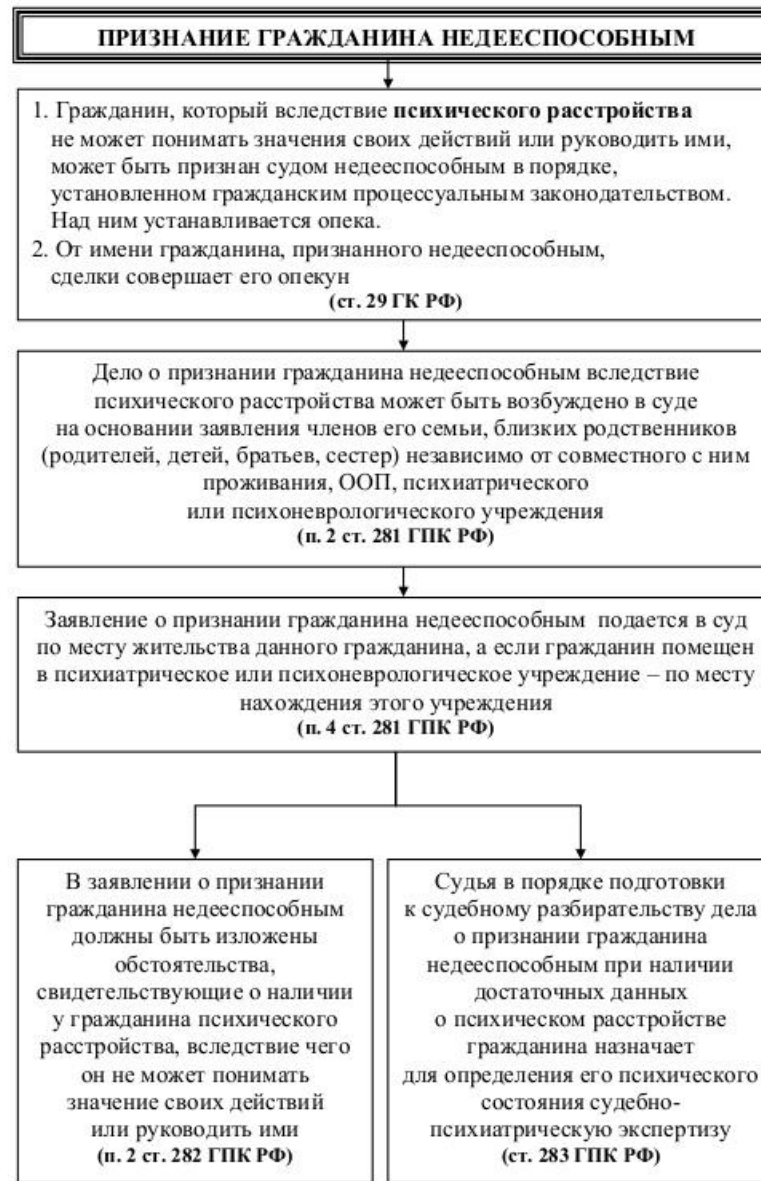 ПРИЗНАНИЕ ГРАЖДАНИНА НЕДЕЕСПОСОБНЫМ
1. Гражданин, который вследствие психического расстройства
не может понимать значения своих действий или руководить ими,
может быть признан судом недееспособным в порядке,
установленном гражданским процессуальным законодательством.
Над ним устанавливается опека.
2. От имени гражданина, признанного недееспособным,
сделки совершает его опекун
(ст. 29 ГК РФ)
Дело о признании гражданина недееспособным вследствие
психического расстройства может быть возбуждено в суде
на основании заявления членов его семьи, близких родственников
(родителей, детей, братьев, сестер) независимо от совместного с ним
проживания, ООП, психиатрического
или психоневрологического учреждения
(п. 2 ст. 281 ГПК РФ)
Заявление о признании гражданина недееспособным подается в суд
по месту жительства данного гражданина, а если гражданин помещен
в психиатрическое или психоневрологическое учреждение – по месту
нахождения этого учреждения
(п. 4 ст. 281 ГПК РФ)
В заявлении о признании
гражданина недееспособным
должны быть изложены
обстоятельства,
свидетельствующие о наличии
у гражданина психического
расстройства, вследствие чего
он не может понимать
значение своих действий
или руководить ими
(п. 2 ст. 282 ГПК РФ)
Судья в порядке подготовки
к судебному разбирательству дела
о признании гражданина
недееспособным при наличии
достаточных данных
о психическом расстройстве
гражданина назначает
для определения его психического
состояния судебно-
психиатрическую экспертизу
(ст. 283 ГПК РФ)